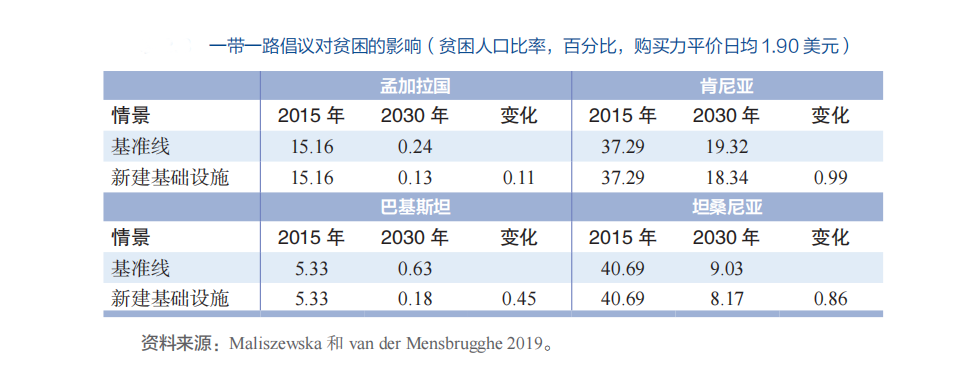 一带一路倡议对贫困的影响（贫困人口比率，百分比，购买力平价日均 1.90 美元）
孟加拉国 肯尼亚
情景 2015 年 2030 年 变化 2015 年 2030 年 变化
基准线 15.16 0.24 37.29 19.32
新建基础设施 15.16 0.13 0.11 37.29 18.34 0.99
巴基斯坦 坦桑尼亚
情景 2015 年 2030 年 变化 2015 年 2030 年 变化
基准线 5.33 0.63 40.69 9.03
新建基础设施 5.33 0.18 0.45 40.69 8.17 0.86
资料来源：Maliszewska 和 van der Mensbrugghe 2019。